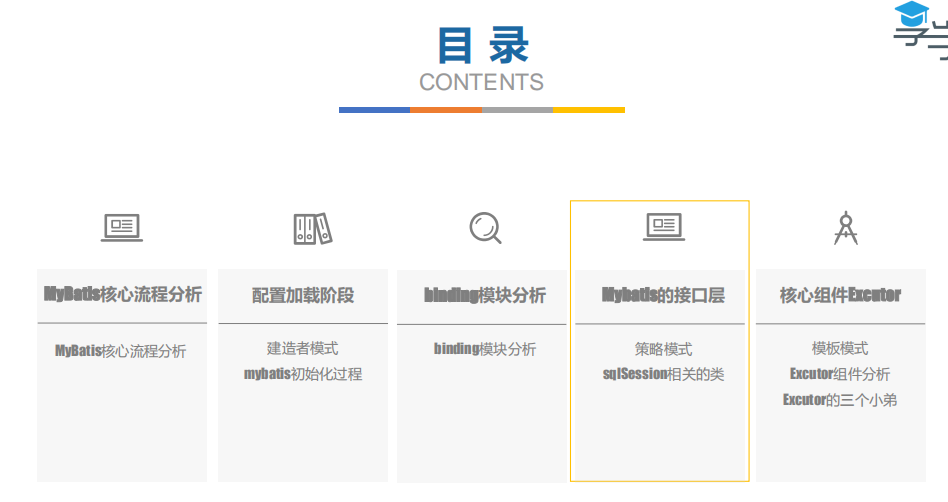 目 录
CONTENTS
MyBatis核心流程分析
MyBatis核心流程分析
配置加载阶段
建造者模式
mybatis初始化过程
binding模块分析
binding模块分析
Mybatis的接口层
策略模式
sqlSession相关的类
核心组件Excutor
模板模式
Excutor组件分析
Excutor的三个小弟